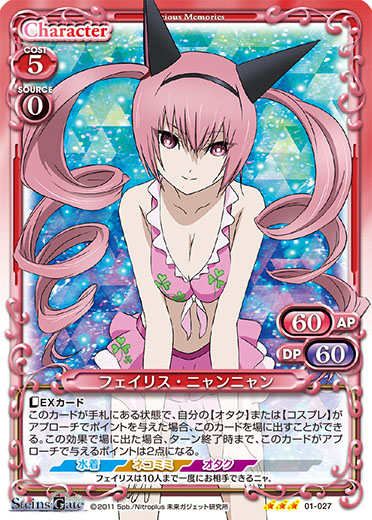 Precious Memories
Character
COST
5
SOURCE
0
60 AP
DP 60
フェイリス・ニャンニャン
EXカード
このカードが手札にある状態で、自分の【オタク】または【コスプレ】が
アプローチでポイントを与えた場合、このカードを場に出すことができ
る。この効果で場に出た場合、ターン終了時まで、このカードがアプ
ローチで与えるポイントは2点になる。
水着 ネコミミ オタク
フェイリスは10人まで一度にお相手できるニャ。
Steins;Gate
©2011 5pb./Nitroplus 未来ガジェット研究所
01-027